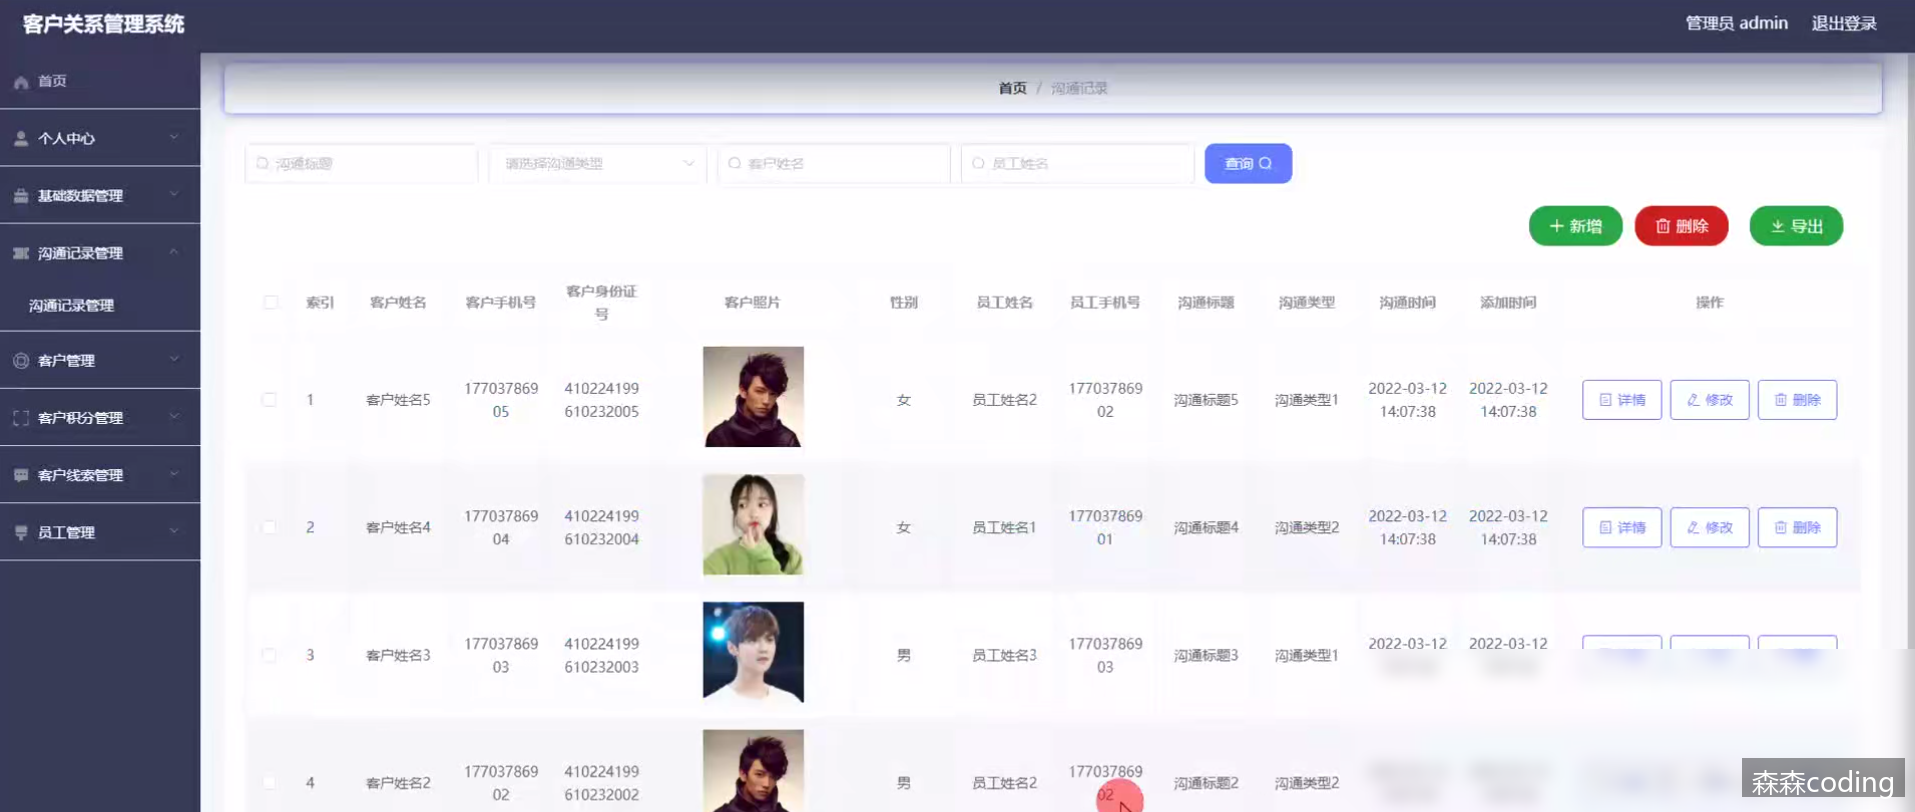 客户关系管理系统
管理员 admin 退出登录
首页
个人中心
基础数据管理
沟通记录管理
沟通记录管理
客户管理
客户积分管理
客户线索管理
员工管理
首页 / 沟通记录
沟通标题 请选择沟通类型 客户姓名 员工姓名 查询
新增 删除 导出
索引 客户姓名 客户手机号 客户身份证号 客户照片 性别 员工姓名 员工手机号 沟通标题 沟通类型 沟通时间 添加时间 操作
1 客户姓名5 17703786905 410224199610232005 女 员工姓名2 17703786902 沟通标题5 沟通类型1 2022-03-12 14:07:38 2022-03-12 14:07:38 详情 修改 删除
2 客户姓名4 17703786904 410224199610232004 女 员工姓名1 17703786901 沟通标题4 沟通类型2 2022-03-12 14:07:38 2022-03-12 14:07:38 详情 修改 删除
3 客户姓名3 17703786903 410224199610232003 男 员工姓名3 17703786903 沟通标题3 沟通类型1 2022-03-12 2022-03-12
4 客户姓名2 17703786902 410224199610232002 男 员工姓名2 17703786902 沟通标题2 沟通类型2
森森coding